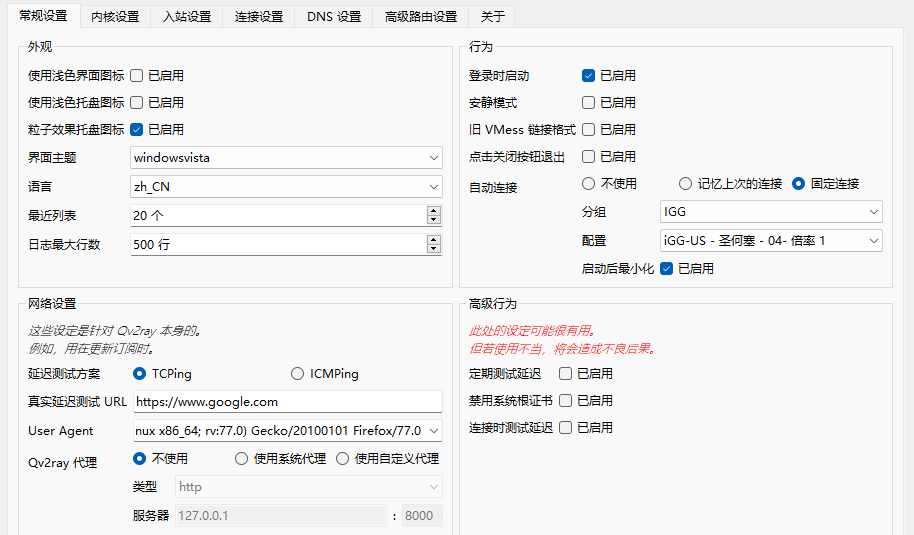 常规设置 内核设置 入站设置 连接设置 DNS 设置 高级路由设置 关于
外观
使用浅色界面图标 已启用
使用浅色托盘图标 已启用
粒子效果托盘图标 已启用
界面主题 windowsvista
语言 zh_CN
最近列表 20 个
日志最大行数 500 行
行为
登录时启动 已启用
安静模式 已启用
旧 VMess 链接格式 已启用
点击关闭按钮退出 已启用
自动连接 不使用 记忆上次的连接 固定连接
分组 IGG
配置 iGG-US - 圣何塞 - 04- 倍率 1
启动后最小化 已启用
网络设置
这些设定是针对 Qv2ray 本身的。
例如，用在更新订阅时。
延迟测试方案 TCPing ICMPing
真实延迟测试 URL https://www.google.com
User Agent nux x86_64; rv:77.0) Gecko/20100101 Firefox/77.0
Qv2ray 代理 不使用 使用系统代理 使用自定义代理
类型 http
服务器 127.0.0.1 : 8000
高级行为
此处的设定可能很有用。
但若使用不当，将会造成不良后果。
定期测试延迟 已启用
禁用系统根证书 已启用
连接时测试延迟 已启用